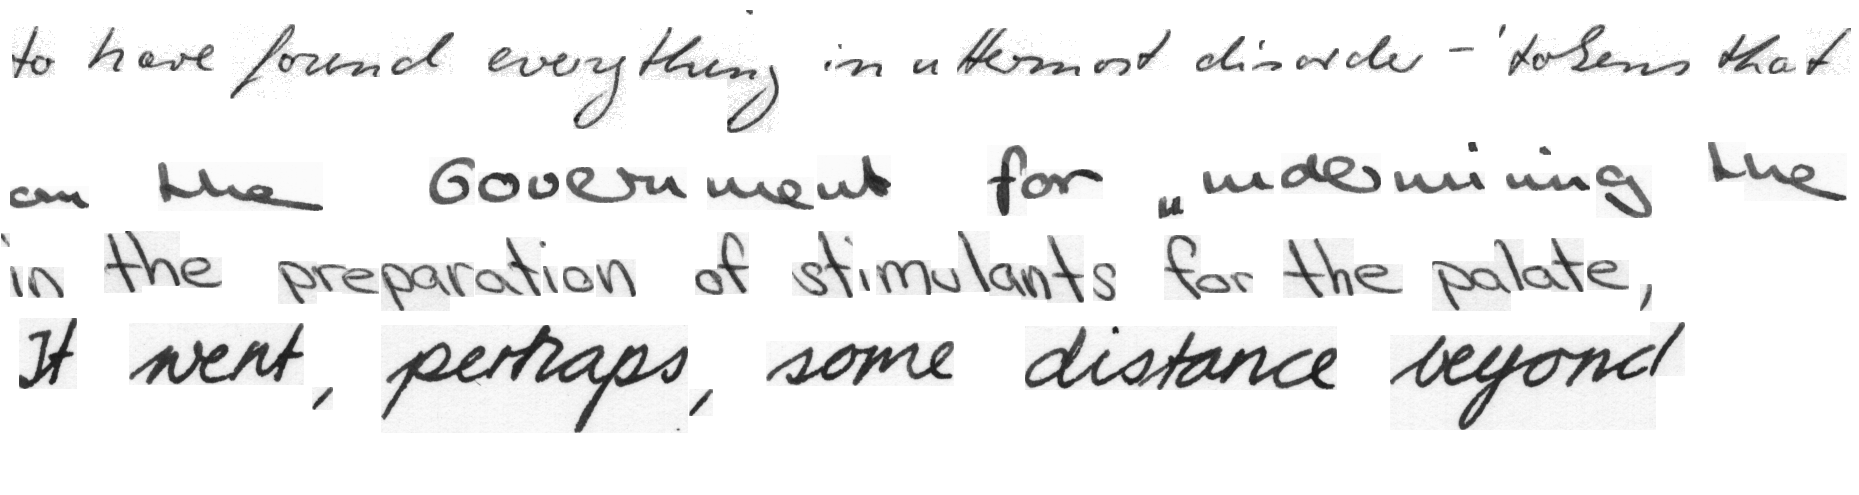 to have found everything in uttermost disorder - 'tokens that
on the Government for "undermining the
in the preparation of stimulants for the palate,
It went, perhaps, some distance beyond